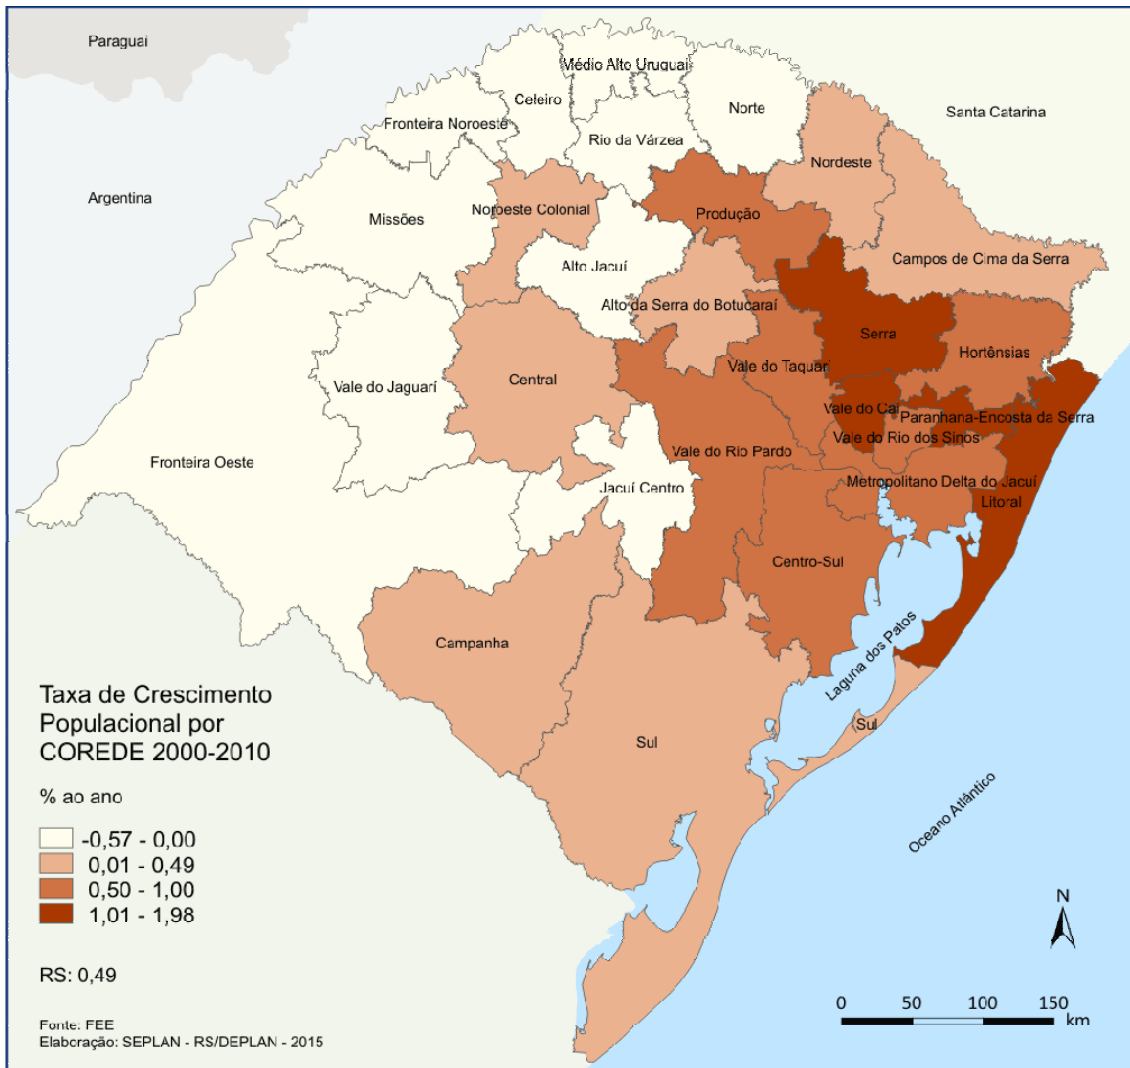 Paraguai
Médio Alto Uruguai
Celeiro
Norte
Santa Catarina
Fronteira Noroeste
Rio da Várzea
Nordeste
Argentina
Missões
Noroeste Colonial
Produção
Campos de Cima da Serra
Alto Jacuí
Alto da Serra do Botucaraí
Serra
Hortênsias
Vale do Taquari
Central
Vale do Jaguari
Vale do Caí
Paranhana-Encosta da Serra
Vale do Rio dos Sinos
Vale do Rio Pardo
Fronteira Oeste
Metropolitano Delta do Jacuí
Jacuí Centro
Litoral
Centro-Sul
Campanha
Laguna dos Patos
Sul
Sul
Oceano Atlântico
Taxa de Crescimento
Populacional por
COREDE 2000-2010
% ao ano
-0,57 - 0,00
0,01 - 0,49
0,50 - 1,00
1,01 - 1,98
RS: 0,49
Fonte: FEE
Elaboração: SEPLAN - RS/DEPLAN - 2015
N
0 50 100 150
km